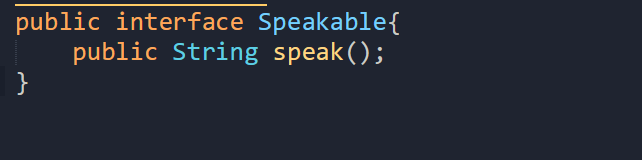 public interface Speakable{
    public String speak();
}